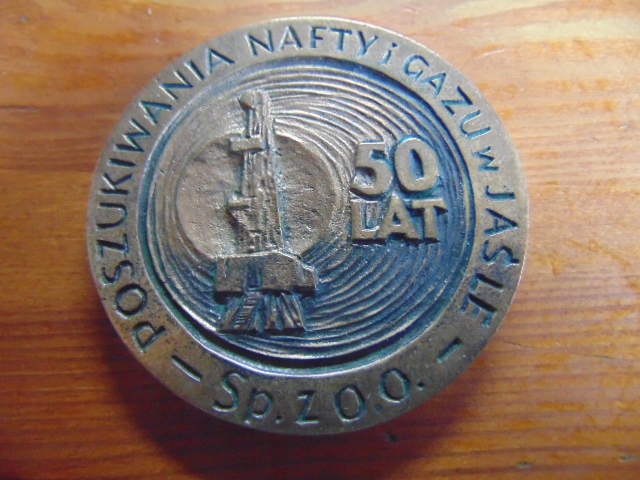 POSZUKIWANIA NAFTY i GAZU w JAŚLE
50
LAT
— Sp. z O.O. —